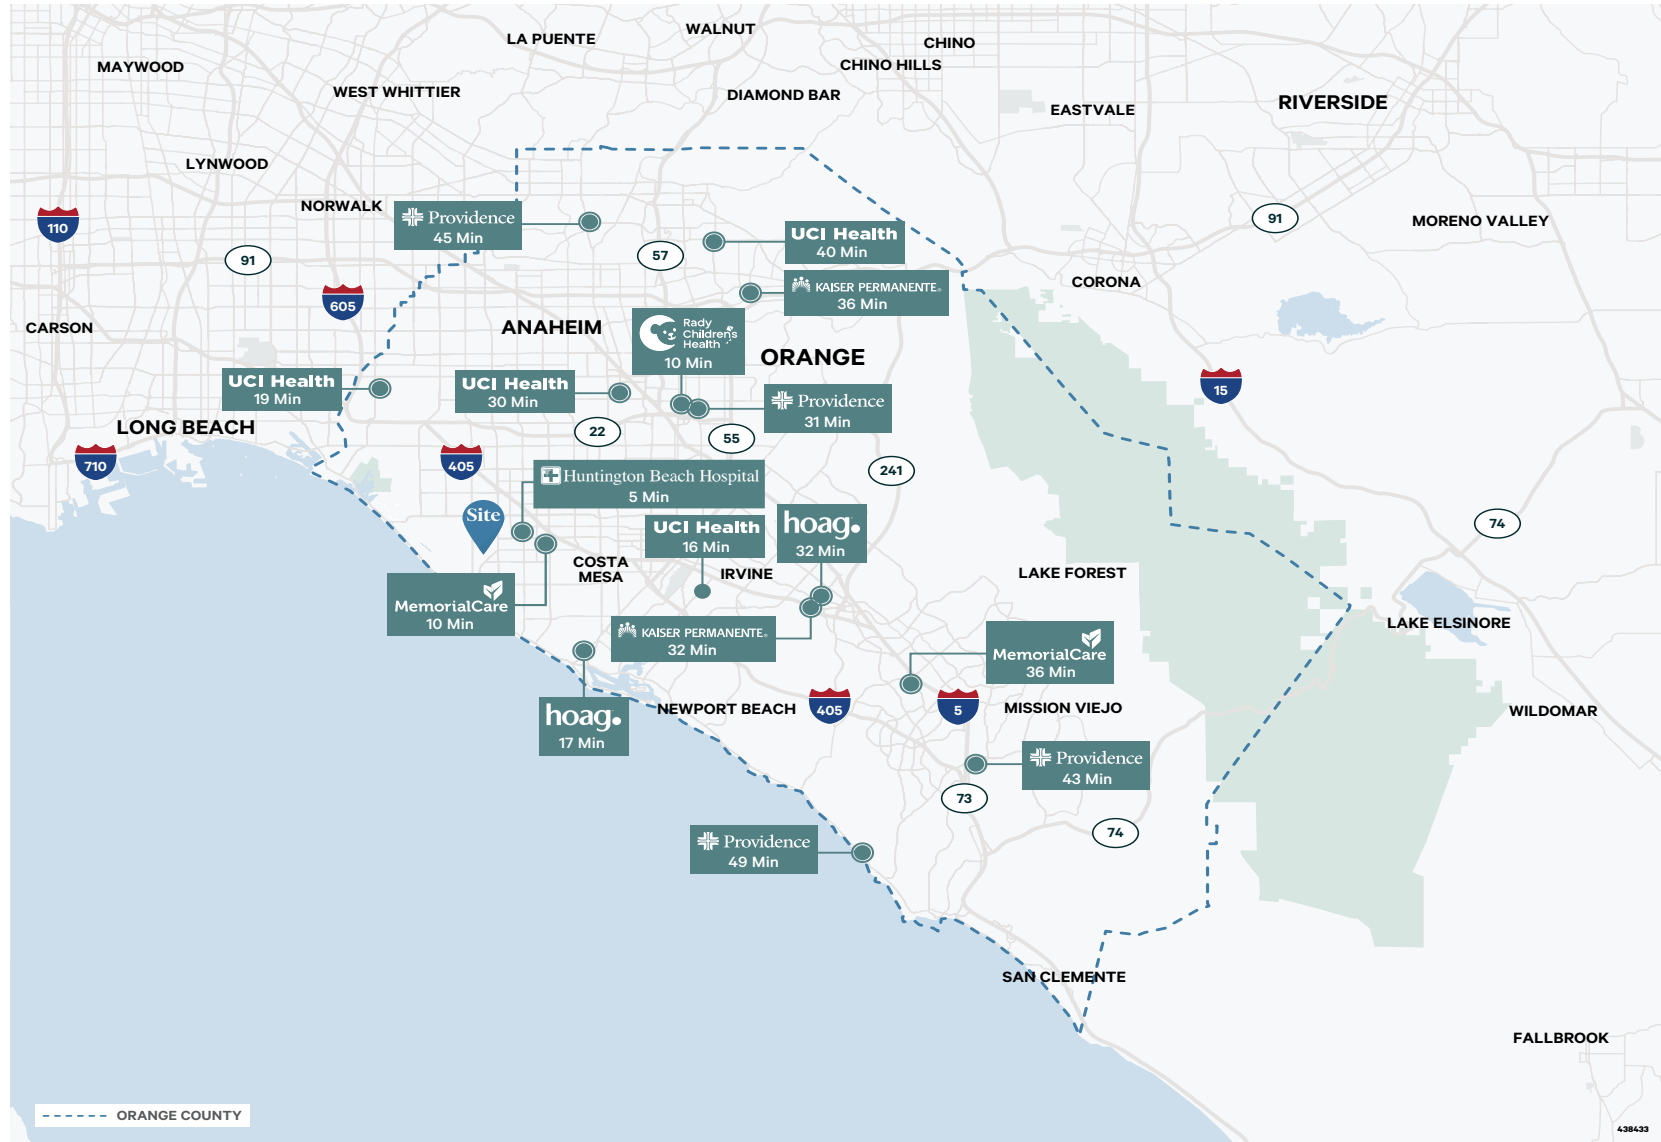 WALNUT
LA PUENTE
CHINO
CHINO HILLS
MAYWOOD
WEST WHITTIER
DIAMOND BAR
RIVERSIDE
EASTVALE
LYNWOOD
NORWALK
Providence
45 Min
110
91
MORENO VALLEY
UCI Health
40 Min
57
91
CORONA
KAISER PERMANENTE®
36 Min
605
CARSON
ANAHEIM
Rady
Children's
Health
10 Min
ORANGE
UCI Health
19 Min
UCI Health
30 Min
15
Providence
31 Min
LONG BEACH
22
55
710
405
241
Huntington Beach Hospital
5 Min
Site
UCI Health
16 Min
hoag.
32 Min
74
COSTA
MESA
IRVINE
LAKE FOREST
MemorialCare
10 Min
KAISER PERMANENTE®
32 Min
LAKE ELSINORE
MemorialCare
36 Min
hoag.
17 Min
NEWPORT BEACH
405
5
MISSION VIEJO
WILDOMAR
Providence
43 Min
73
74
Providence
49 Min
SAN CLEMENTE
FALLBROOK
ORANGE COUNTY
438433